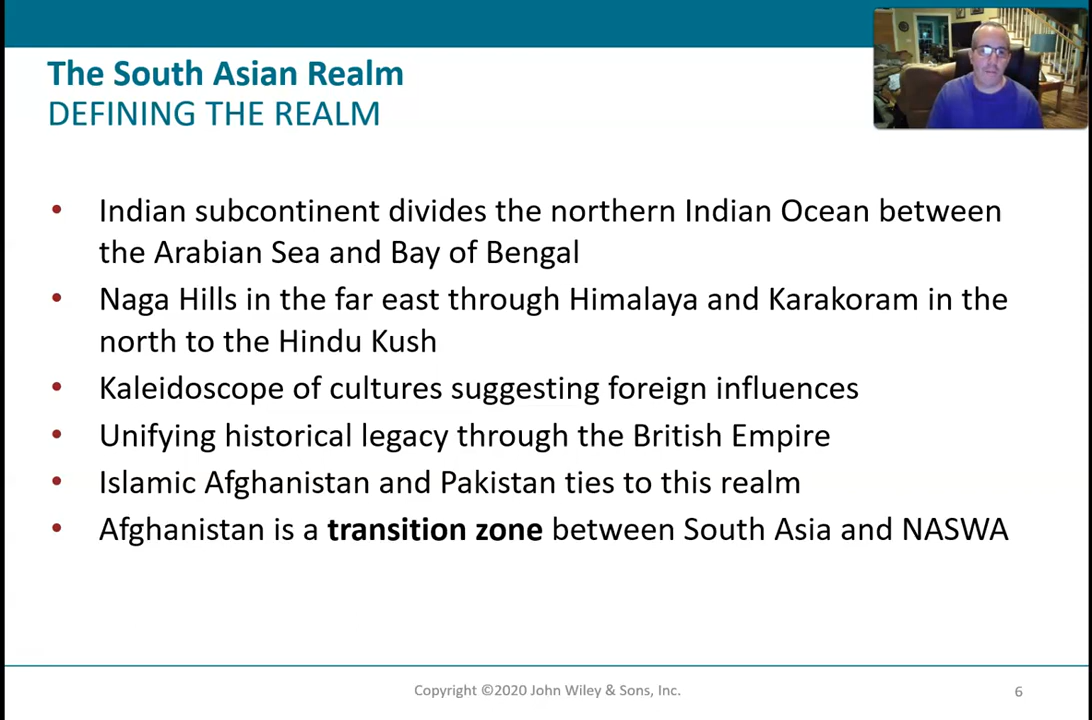 The South Asian Realm
DEFINING THE REALM
• Indian subcontinent divides the northern Indian Ocean between
the Arabian Sea and Bay of Bengal
• Naga Hills in the far east through Himalaya and Karakoram in the
north to the Hindu Kush
• Kaleidoscope of cultures suggesting foreign influences
• Unifying historical legacy through the British Empire
• Islamic Afghanistan and Pakistan ties to this realm
• Afghanistan is a transition zone between South Asia and NASWA
Copyright ©2020 John Wiley & Sons, Inc.
6